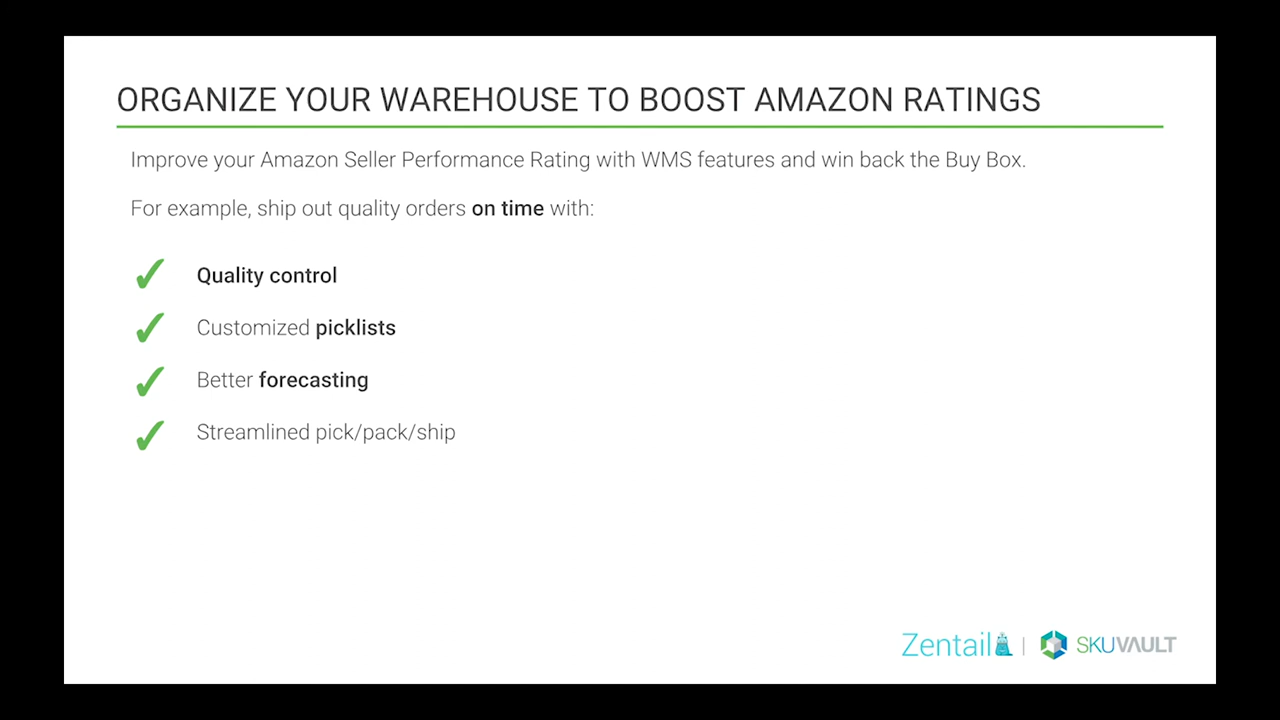 ORGANIZE YOUR WAREHOUSE TO BOOST AMAZON RATINGS
Improve your Amazon Seller Performance Rating with WMS features and win back the Buy Box.
For example, ship out quality orders on time with:
✓ Quality control
✓ Customized picklists
✓ Better forecasting
✓ Streamlined pick/pack/ship
Zentail | SKUVAULT